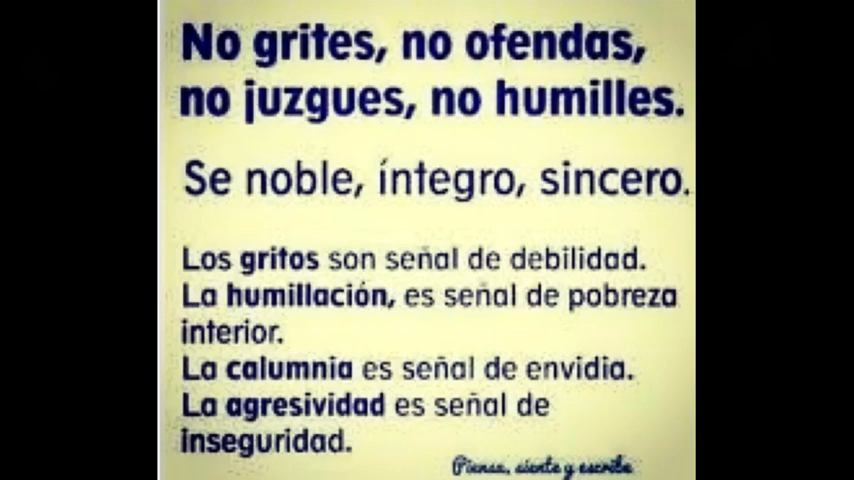 No grites, no ofendas,
no juzgues, no humilles.
Se noble, íntegro, sincero.
Los gritos son señal de debilidad.
La humillación, es señal de pobreza
interior.
La calumnia es señal de envidia.
La agresividad es señal de
inseguridad.
Piensa, siente y escribe